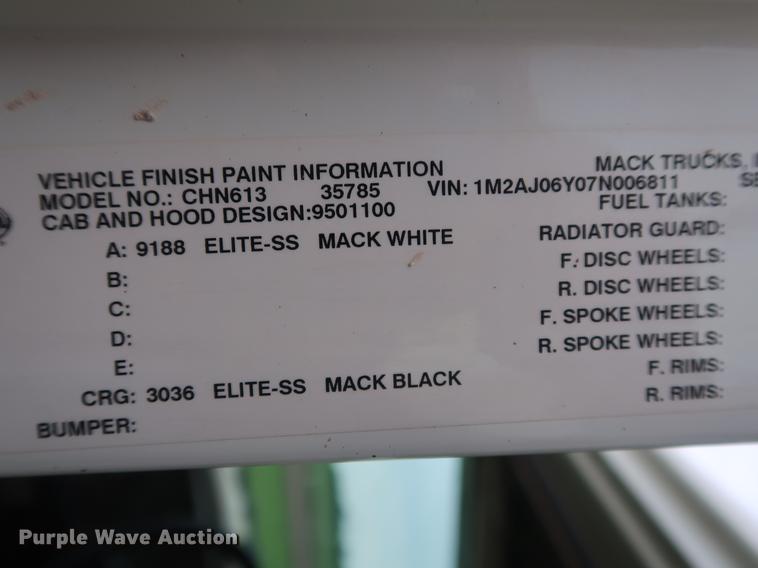 VEHICLE FINISH PAINT INFORMATION MACK TRUCKS,
MODEL NO.: CHN613 35785 VIN: 1M2AJ06Y07N006811
CAB AND HOOD DESIGN:9501100 FUEL TANKS:
A: 9188 ELITE-SS MACK WHITE RADIATOR GUARD:
B: F: DISC WHEELS:
C: R. DISC WHEELS:
D: F. SPOKE WHEELS:
E: R. SPOKE WHEELS:
CRG: 3036 ELITE-SS MACK BLACK F. RIMS:
BUMPER: R. RIMS:
Purple Wave Auction